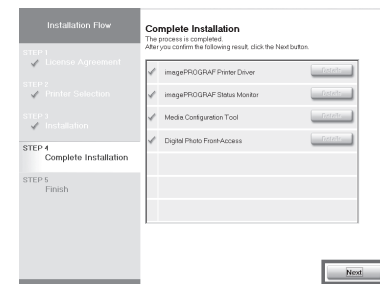 Installation Flow
STEP 1
License Agreement
STEP 2
Printer Selection
STEP 3
Installation
STEP 4
Complete Installation
STEP 5
Finish
Complete Installation
The process is completed.
After you confirm the following result, click the Next button.
imagePROGRAF Printer Driver
Details
imagePROGRAF Status Monitor
Details
Media Configuration Tool
Details
Digital Photo Front-Access
Details
Next